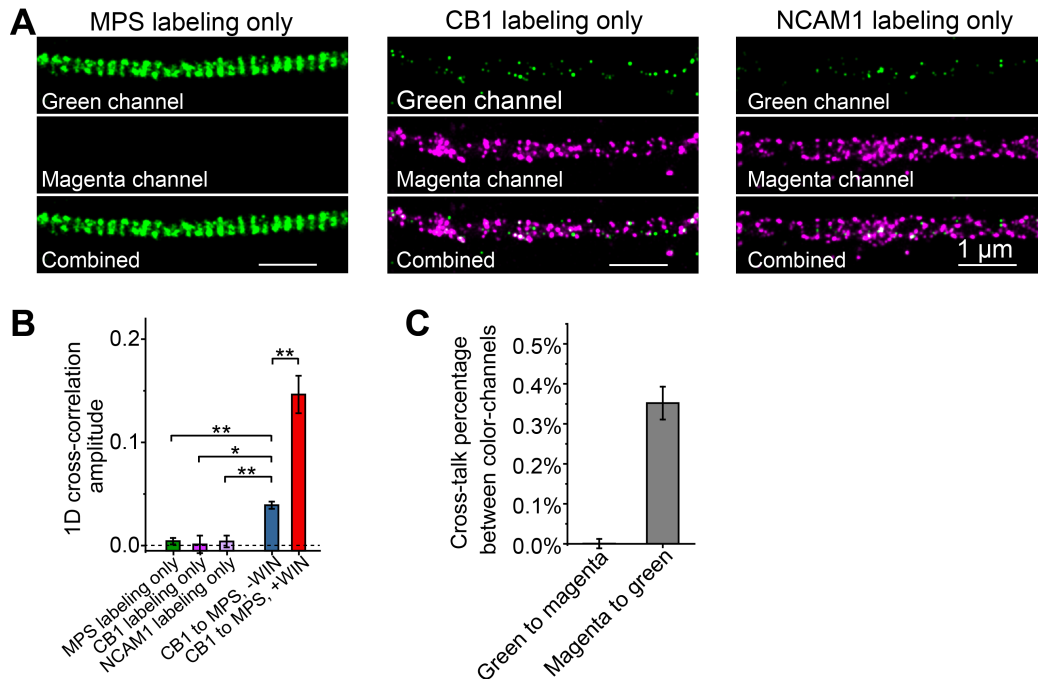 A
MPS labeling only
CB1 labeling only
NCAM1 labeling only
Green channel
Green channel
Green channel
Magenta channel
Magenta channel
Magenta channel
Combined
Combined
Combined
1 μm
B
0.2
0.1
0.0
1D cross-correlation
amplitude
**
**
*
**
MPS labeling only
CB1 labeling only
NCAM1 labeling only
CB1 to MPS, -WIN
CB1 to MPS, +WIN
C
0.5%
0.4%
0.3%
0.2%
0.1%
0.0%
Cross-talk percentage
between color-channels
Green to magenta
Magenta to green